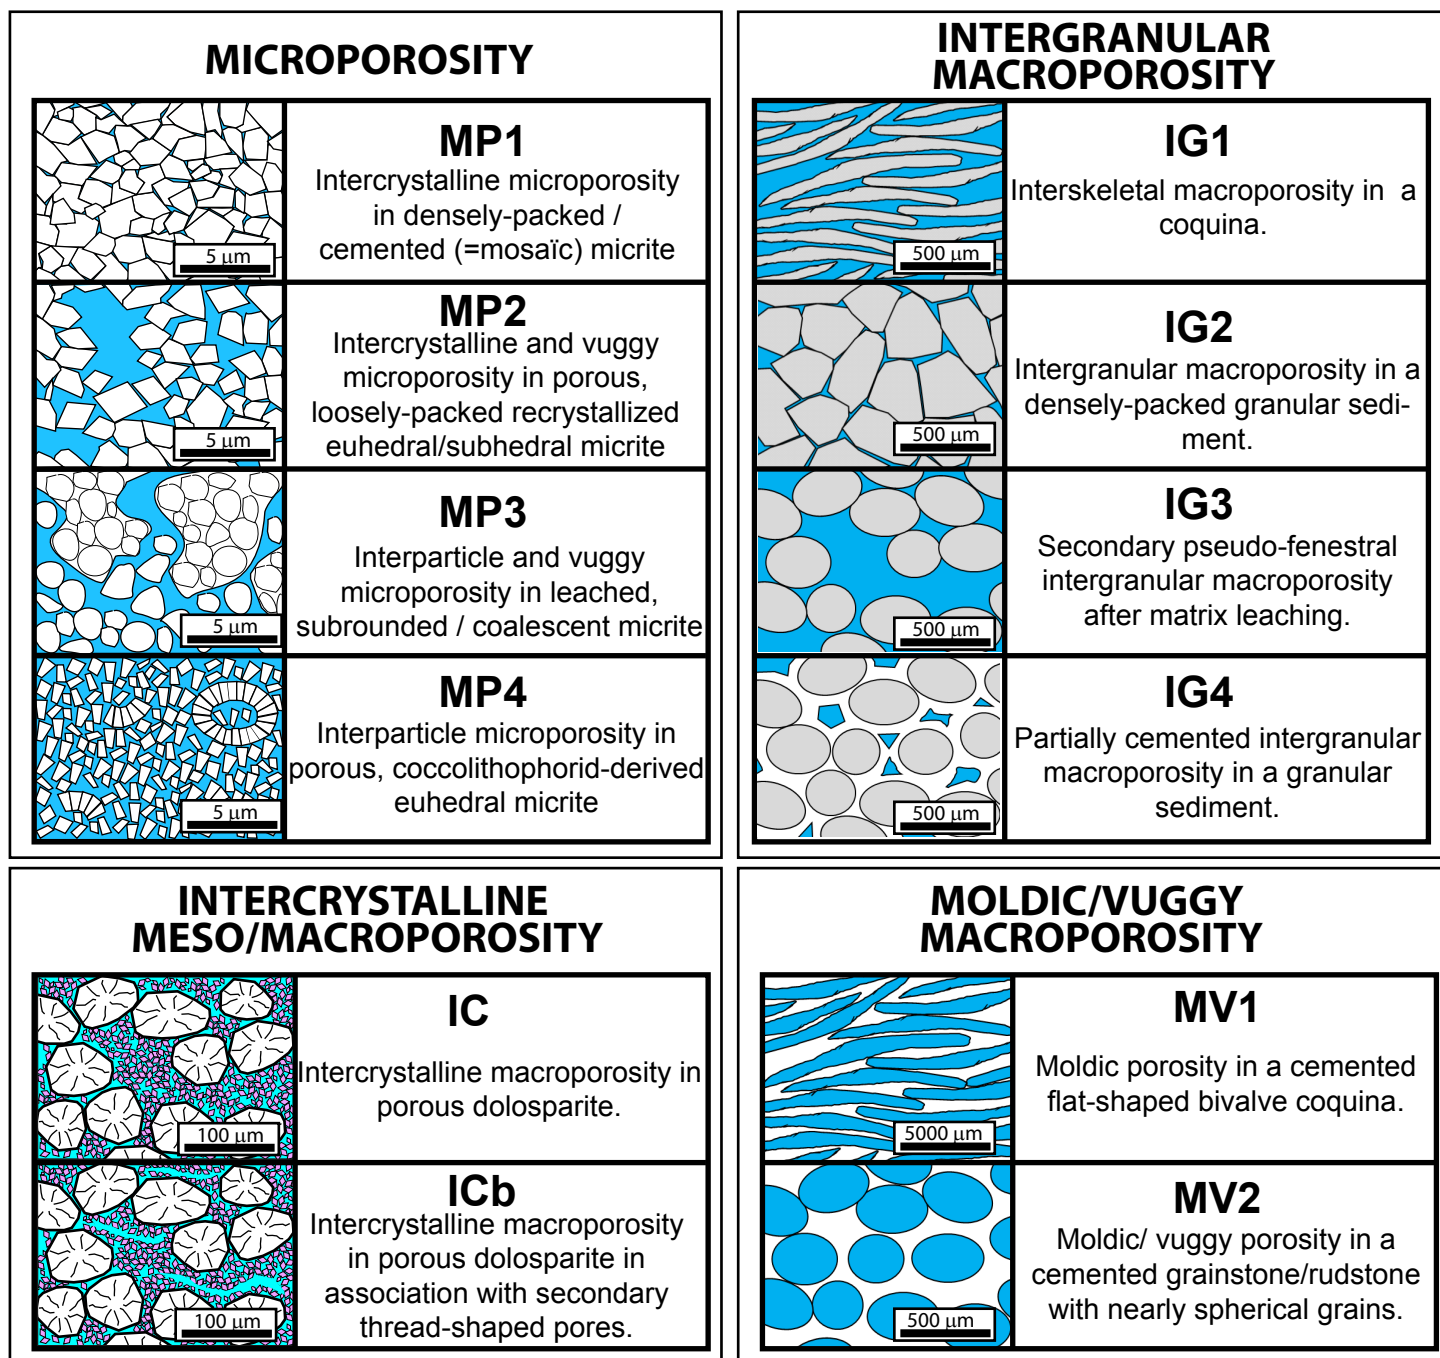 MICROPOROSITY
MP1
Intercrystalline microporosity
in densely-packed /
cemented (=mosaïc) micrite
5 µm
MP2
Intercrystalline and vuggy
microporosity in porous,
loosely-packed recrystallized
euhedral/subhedral micrite
5 µm
MP3
Interparticle and vuggy
microporosity in leached,
subrounded / coalescent micrite
5 µm
MP4
Interparticle microporosity in
porous, coccolithophorid-derived
euhedral micrite
5 µm
INTERGRANULAR
MACROPOROSITY
IG1
Interskeletal macroporosity in a
coquina.
500 µm
IG2
Intergranular macroporosity in a
densely-packed granular sedi-
ment.
500 µm
IG3
Secondary pseudo-fenestral
intergranular macroporosity
after matrix leaching.
500 µm
IG4
Partially cemented intergranular
macroporosity in a granular
sediment.
500 µm
INTERCRYSTALLINE
MESO/MACROPOROSITY
IC
Intercrystalline macroporosity in
porous dolosparite.
100 µm
ICb
Intercrystalline macroporosity
in porous dolosparite in
association with secondary
thread-shaped pores.
100 µm
MOLDIC/VUGGY
MACROPOROSITY
MV1
Moldic porosity in a cemented
flat-shaped bivalve coquina.
5000 µm
MV2
Moldic/ vuggy porosity in a
cemented grainstone/rudstone
with nearly spherical grains.
500 µm